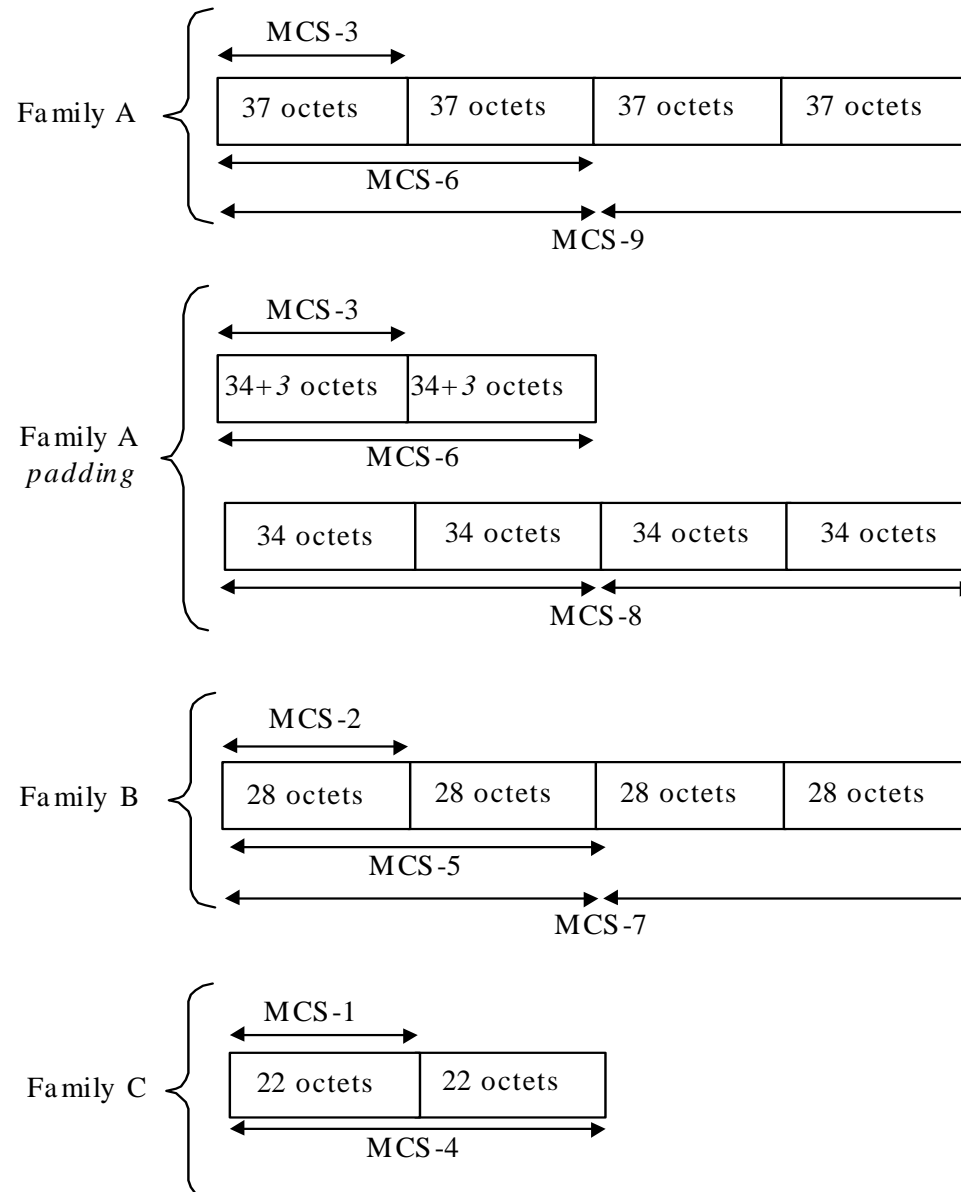 MCS-3
Family A
37 octets 37 octets 37 octets 37 octets
MCS-6
MCS-9
MCS-3
34+3 octets 34+3 octets
Family A
padding
MCS-6
34 octets 34 octets 34 octets 34 octets
MCS-8
MCS-2
Family B
28 octets 28 octets 28 octets 28 octets
MCS-5
MCS-7
MCS-1
Family C
22 octets 22 octets
MCS-4